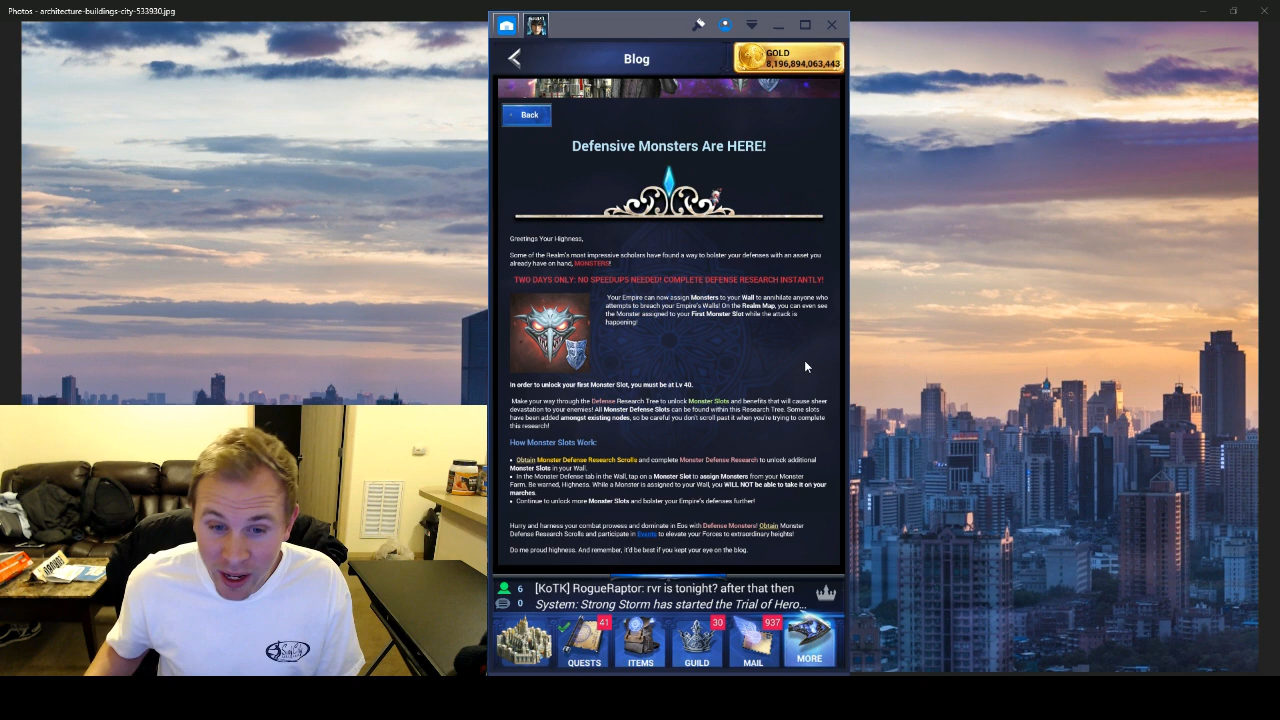 Photos - architecture-buildings-city-533930.jpg
Blog
GOLD
8,196,894,063,443
Back
Defensive Monsters Are HERE!
Greetings Your Highness,
Some of the Realm's most impressive scholars have found a way to bolster your defenses with an asset you
already have on hand, MONSTERS!
TWO DAYS ONLY: NO SPEEDUPS NEEDED! COMPLETE DEFENSE RESEARCH INSTANTLY!
Your Empire can now assign Monsters to your Wall to annihilate anyone who
attempts to breach your Empire's Walls! On the Realm Map, you can even see
the Monster assigned to your First Monster Slot while the attack is
happening!
In order to unlock your first Monster Slot, you must be at Lv 40.
Make your way through the Defense Research Tree to unlock Monster Slots and benefits that will cause sheer
devastation to your enemies! All Monster Defense Slots can be found within this Research Tree. Some slots
have been added amongst existing nodes, so be careful you don't scroll past it when you're trying to complete
this research!
How Monster Slots Work:
• Obtain Monster Defense Research Scrolls and complete Monster Defense Research to unlock additional
Monster Slots in your Wall.
• In the Monster Defense tab in the Wall, tap on a Monster Slot to assign Monsters from your Monster
Farm. Be warned, Highness. While a Monster is assigned to your Wall, you WILL NOT be able to take it on your
marches.
• Continue to unlock more Monster Slots and bolster your Empire's defenses further!
Hurry and harness your combat prowess and dominate in Eos with Defense Monsters! Obtain Monster
Defense Research Scrolls and participate in Events to elevate your Forces to extraordinary heights!
Do me proud highness. And remember, it'd be best if you kept your eye on the blog.
6 [KoTK] RogueRaptor: rvr is tonight? after that then
0 System: Strong Storm has started the Trial of Hero...
41 30 937
QUESTS ITEMS GUILD MAIL MORE